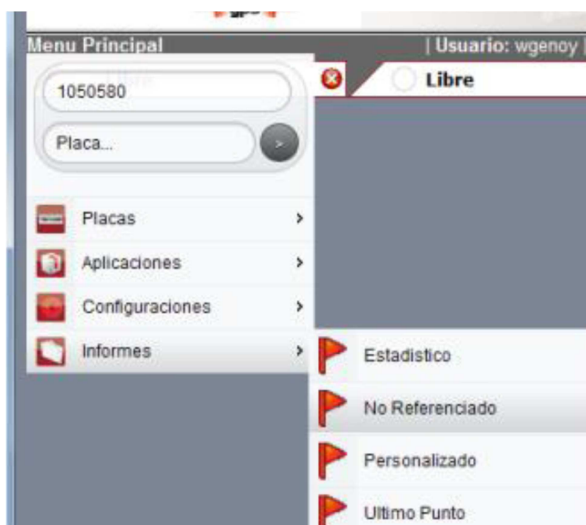 Menu Principal
| Usuario: wgenoy |
Libre
1050580
Placa...
>
Placas
Aplicaciones
Configuraciones
Informes
Estadistico
No Referenciado
Personalizado
Ultimo Punto